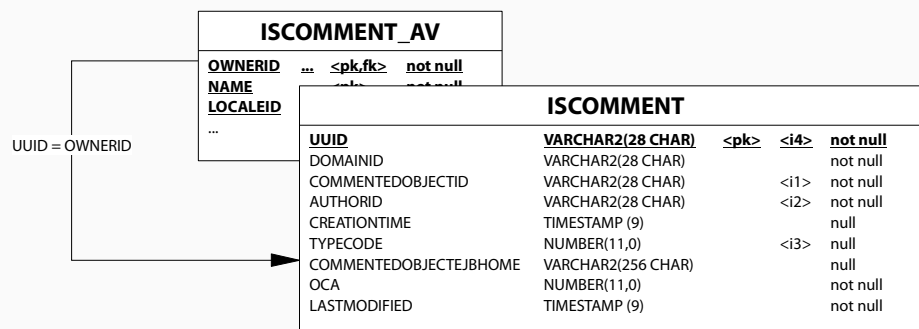 ISCOMMENT_AV
OWNERID ... <pk,fk> not null
NAME
LOCALEID
...
UUID = OWNERID
ISCOMMENT
UUID VARCHAR2(28 CHAR) <pk> <i4> not null
DOMAINID VARCHAR2(28 CHAR) not null
COMMENTEDOBJECTID VARCHAR2(28 CHAR) <i1> not null
AUTHORID VARCHAR2(28 CHAR) <i2> not null
CREATIONTIME TIMESTAMP (9) null
TYPECODE NUMBER(11,0) <i3> null
COMMENTEDOBJECTEJBHOME VARCHAR2(256 CHAR) null
OCA NUMBER(11,0) not null
LASTMODIFIED TIMESTAMP (9) not null